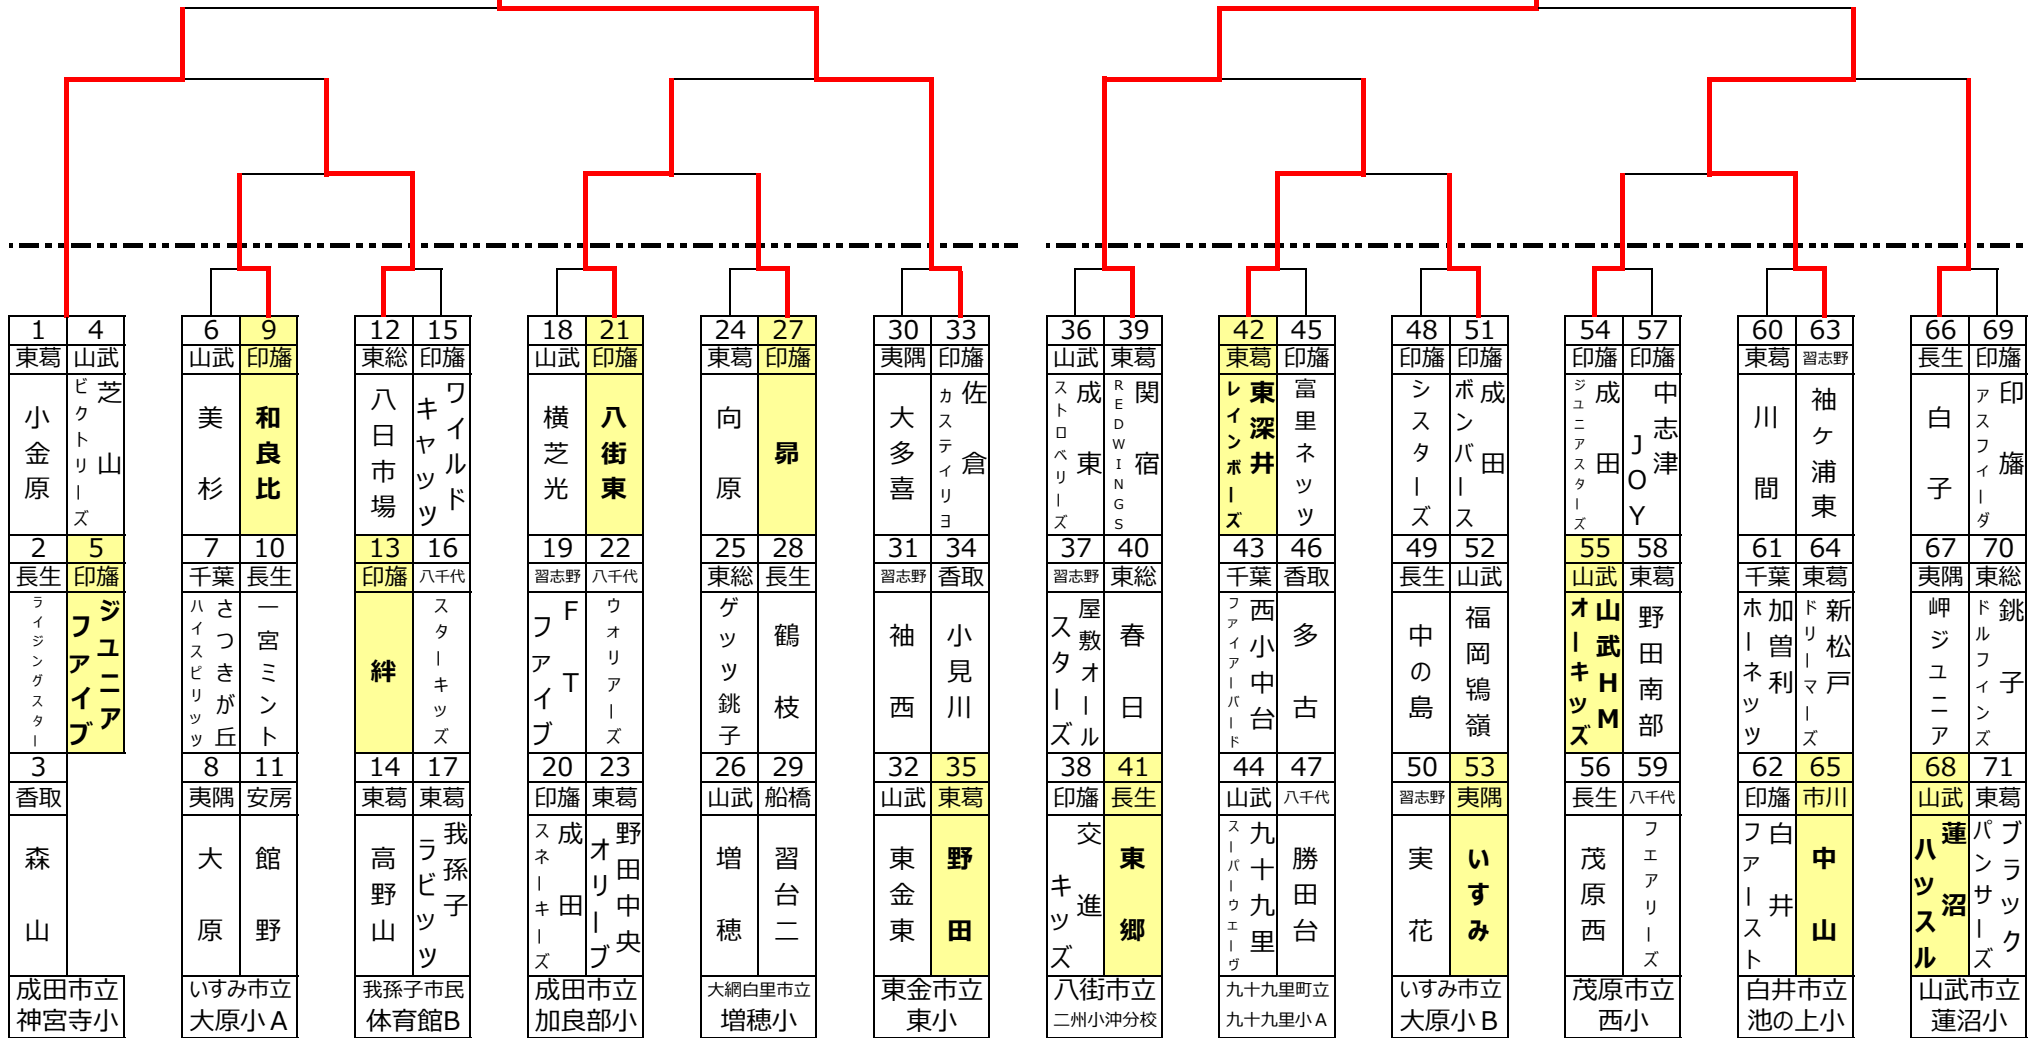 1 4
東葛 山武
小金原
芝山
ビクトリーズ
2 5
長生 印旛
ライジングスター
ジュニア
ファイブ
3
香取
森山
成田市立
神宮寺小
6 9
山武 印旛
美杉
和良比
7 10
千葉 長生
さつきが丘
ハイスピリッツ
一宮ミント
8 11
夷隅 安房
大原
館野
いすみ市立
大原小A
12 15
東総 印旛
八日市場
ワイルド
キャッツ
13 16
印旛 八千代
絆
スターキッズ
14 17
東葛 東葛
高野山
我孫子
ラビッツ
我孫子市民
体育館B
18 21
山武 印旛
横芝光
八街東
19 22
習志野 八千代
FT
ファイブ
ウォリアーズ
20 23
印旛 東葛
成田
スネーキーズ
野田中央
オリーブ
成田市立
加良部小
24 27
東葛 印旛
向原
昴
25 28
東総 長生
ゲッツ銚子
鶴枝
26 29
山武 船橋
増穂
習台二
大網白里市立
増穂小
30 33
夷隅 印旛
大多喜
佐倉
カスティリョ
31 34
習志野 香取
袖西
小見川
32 35
山武 東葛
東金東
野田
東金市立
東小
36 39
山武 東葛
成東
ストロベリーズ
関宿
REDWINGS
37 40
習志野 東総
屋敷オール
スターズ
春日
38 41
印旛 長生
交進
キッズ
東郷
八街市立
二州小沖分校
42 45
東葛 印旛
東深井
レインボーズ
富里ネッツ
43 46
千葉 香取
西小中台
ファイアーバード
多古
44 47
山武 八千代
九十九里
スーパーウエーヴ
勝田台
九十九里町立
九十九里小A
48 51
印旛 印旛
シスターズ
成田
ボンバース
49 52
長生 山武
中の島
福岡鴇嶺
50 53
習志野 夷隅
実花
いすみ
いすみ市立
大原小B
54 57
印旛 印旛
成田
ジュニアスターズ
中志津
JOY
55 58
山武 東葛
山武HM
オーキッズ
野田南部
56 59
長生 八千代
茂原西
フェアリーズ
茂原市立
西小
60 63
東葛 習志野
川間
袖ヶ浦東
61 64
千葉 東葛
加曽利
ホーネッツ
新松戸
ドリーマーズ
62 65
印旛 市川
白井
ファースト
中山
白井市立
池の上小
66 69
長生 印旛
白子
印旛
アスフィーダ
67 70
夷隅 東総
岬ジュニア
銚子
ドルフィンズ
68 71
山武 東葛
蓮沼
ハッスル
ブラック
パンサーズ
山武市立
蓮沼小